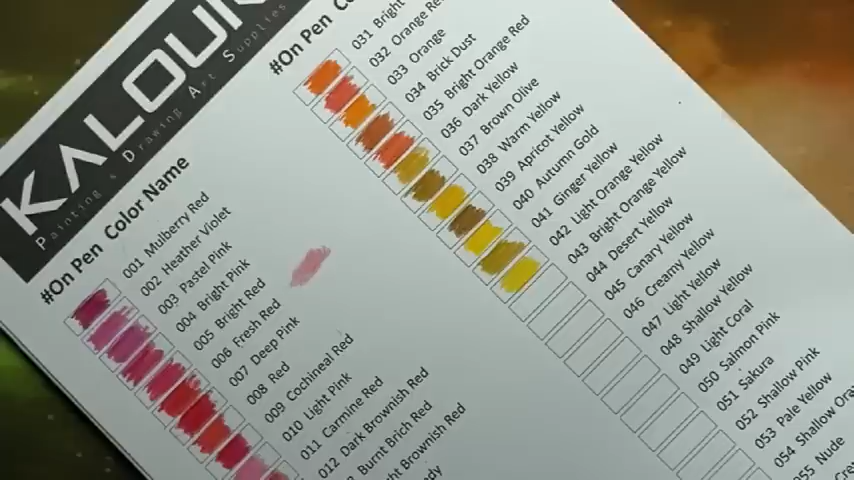 KALOUR
Painting & Drawing Art Supplies
#On Pen Color Name
001 Mulberry Red
002 Heather Violet
003 Pastel Pink
004 Bright Pink
005 Bright Red
006 Fresh Red
007 Deep Pink
008 Red
009 Cochineal Red
010 Light Pink
011 Carmine Red
012 Dark Brownish Red
Burnt Brich Red
Brownish Red
#On Pen
031 Bright
032 Orange
033 Orange
034 Brick Dust
035 Bright Orange Red
036 Dark Yellow
037 Brown Olive
038 Warm Yellow
039 Apricot Yellow
040 Autumn Gold
041 Ginger Yellow
042 Light Orange Yellow
043 Bright Orange Yellow
044 Desert Yellow
045 Canary Yellow
046 Creamy Yellow
047 Light Yellow
048 Shallow Yellow
049 Light Coral
050 Salmon Pink
051 Sakura
052 Shallow Pink
053 Pale Yellow
054 Shallow
055 Nude